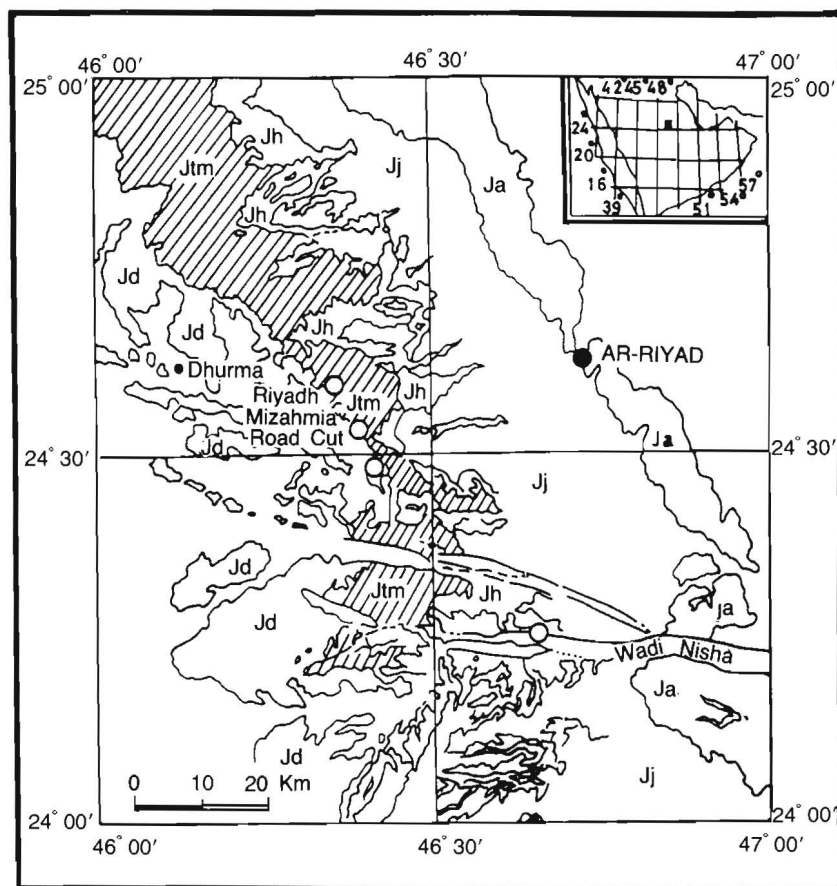 46° 00′
46° 30′
47° 00′
25° 00′
25° 00′
42 45 48
24
20
16
39
51
54
57°
Jh
Jtm
Jj
Ja
Jh
Jd
Jd
Jh
Dhurma
AR-RIYAD
Riyadh
Mizahmia
Road Cut
Jtm
Jh
Jd
Ja
24° 30′
24° 30′
Jj
Jd
Jtm
Jh
Jd
ja
Wadi Nisha
Ja
Jd
Jj
0 10 20
Km
24° 00′
24° 00′
46° 00′
46° 30′
47° 00′